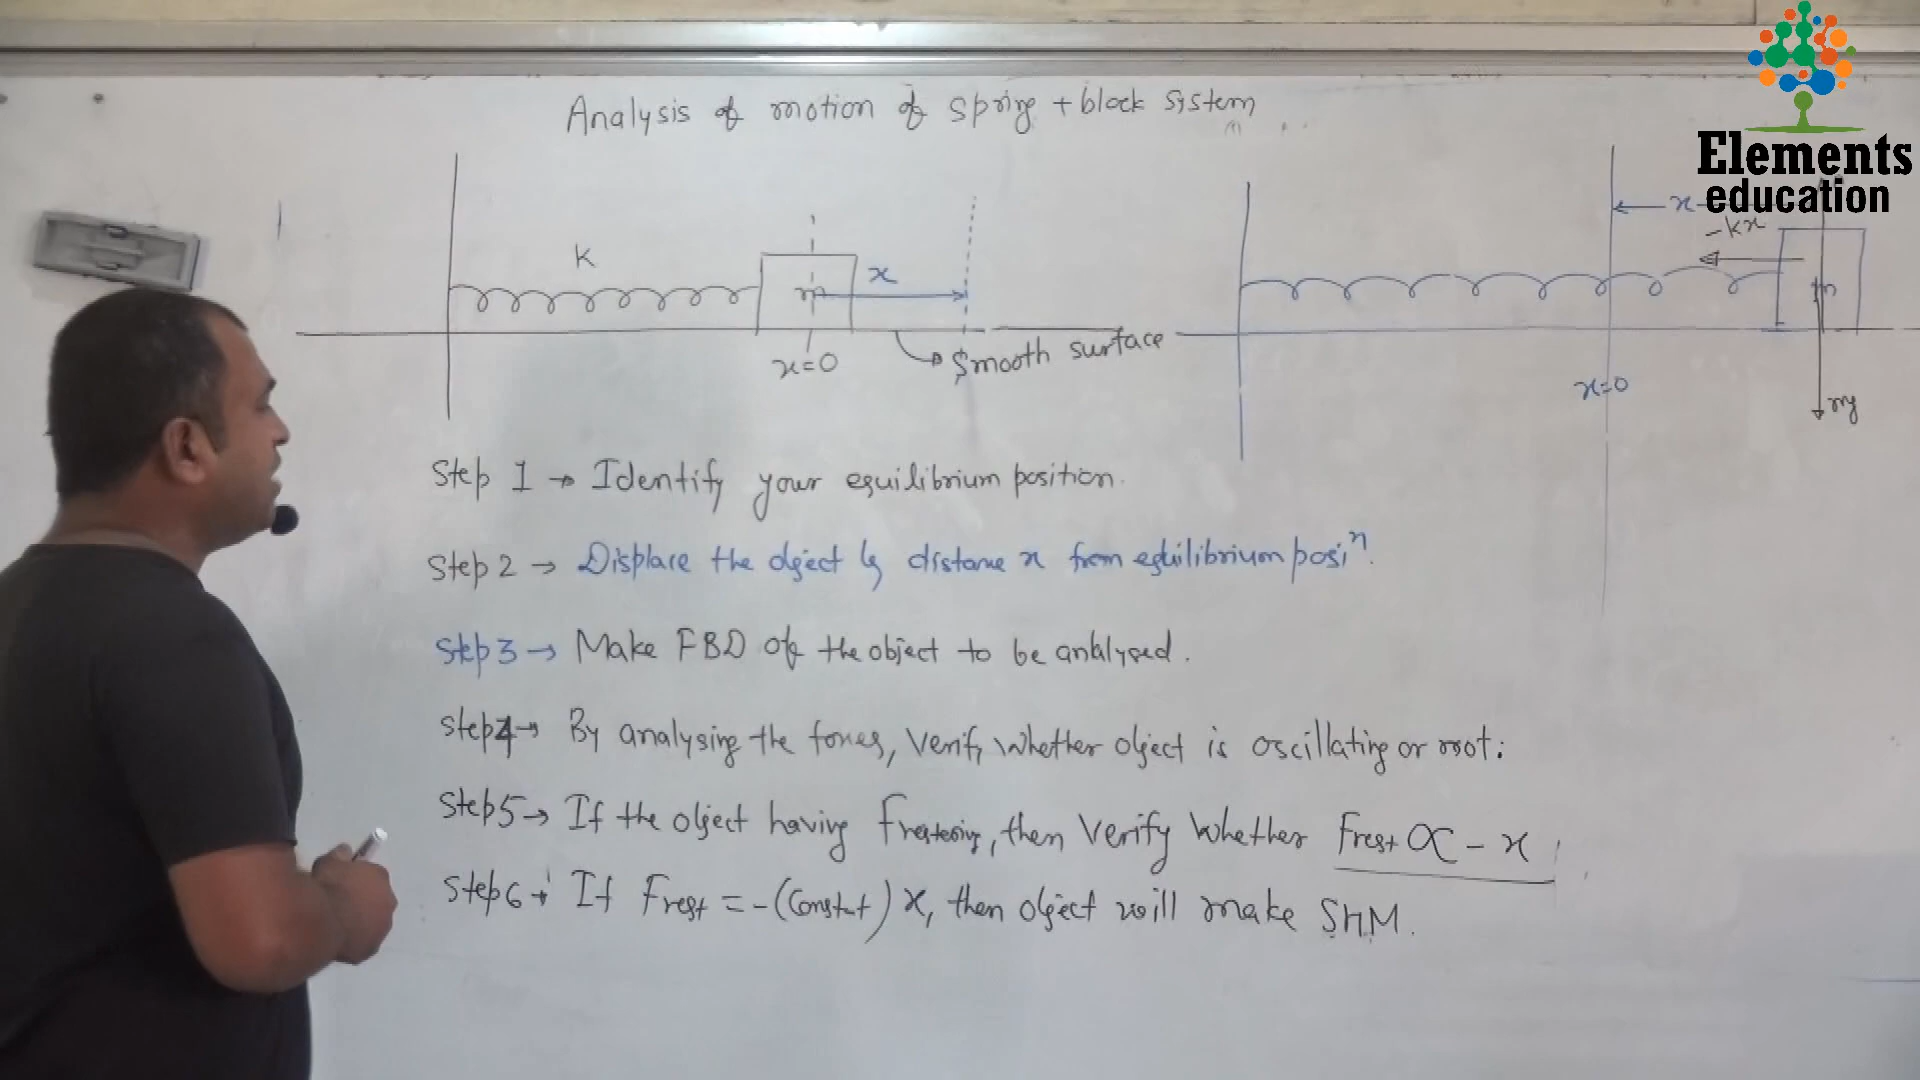 Analysis of motion of spring + block system
Elements
education
k
m
x
x=0
Smooth surface
x
-kx
x=0
mg
Step 1 → Identify your equilibrium position.
Step 2 → Displace the object by distance x from equilibrium posiⁿ.
Step 3 → Make FBD of the object to be analysed.
Step 4 → By analysing the forces, Verify whether object is oscillating or not.
Step 5 → If the object having Frestoring, then Verify whether Frest ∝ - x
Step 6 → If Frest = -(Constant) x, then object will make SHM.